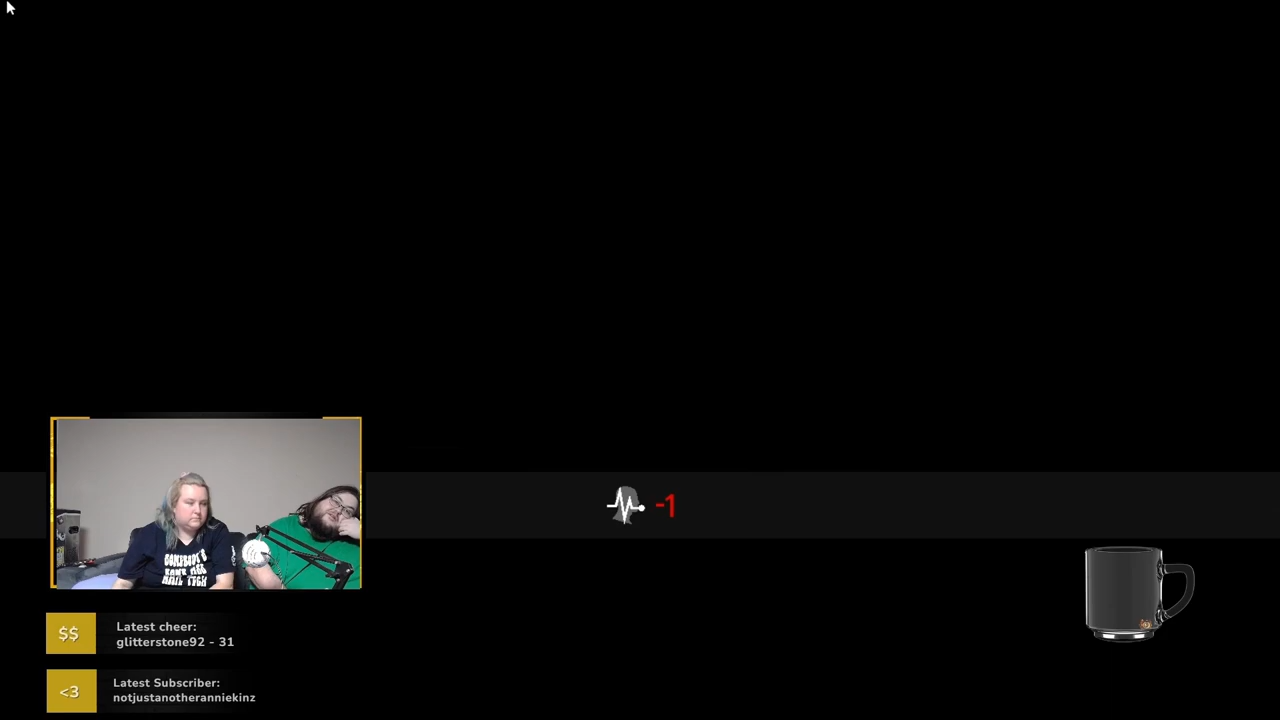 -1
$$
Latest cheer:
glitterstone92 - 31
<3
Latest Subscriber:
notjustanotheranniekinz